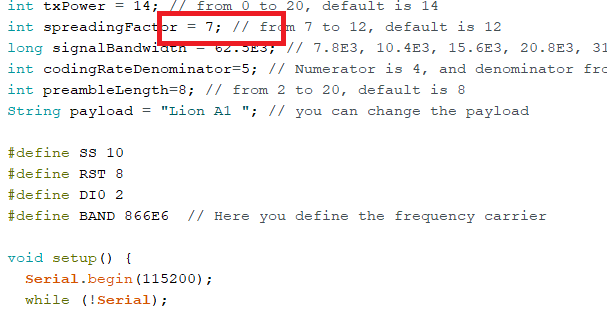 int txPower = 14; // from 0 to 20, default is 14
int spreadingFactor = 7; // from 7 to 12, default is 12
long signalBandwidth = 62.5E3; // 7.8E3, 10.4E3, 15.6E3, 20.8E3, 31
int codingRateDenominator=5; // Numerator is 4, and denominator fro
int preambleLength=8; // from 2 to 20, default is 8
String payload = "Lion A1 "; // you can change the payload
#define SS 10
#define RST 8
#define DI0 2
#define BAND 866E6 // Here you define the frequency carrier
void setup() {
Serial.begin(115200);
while (!Serial);